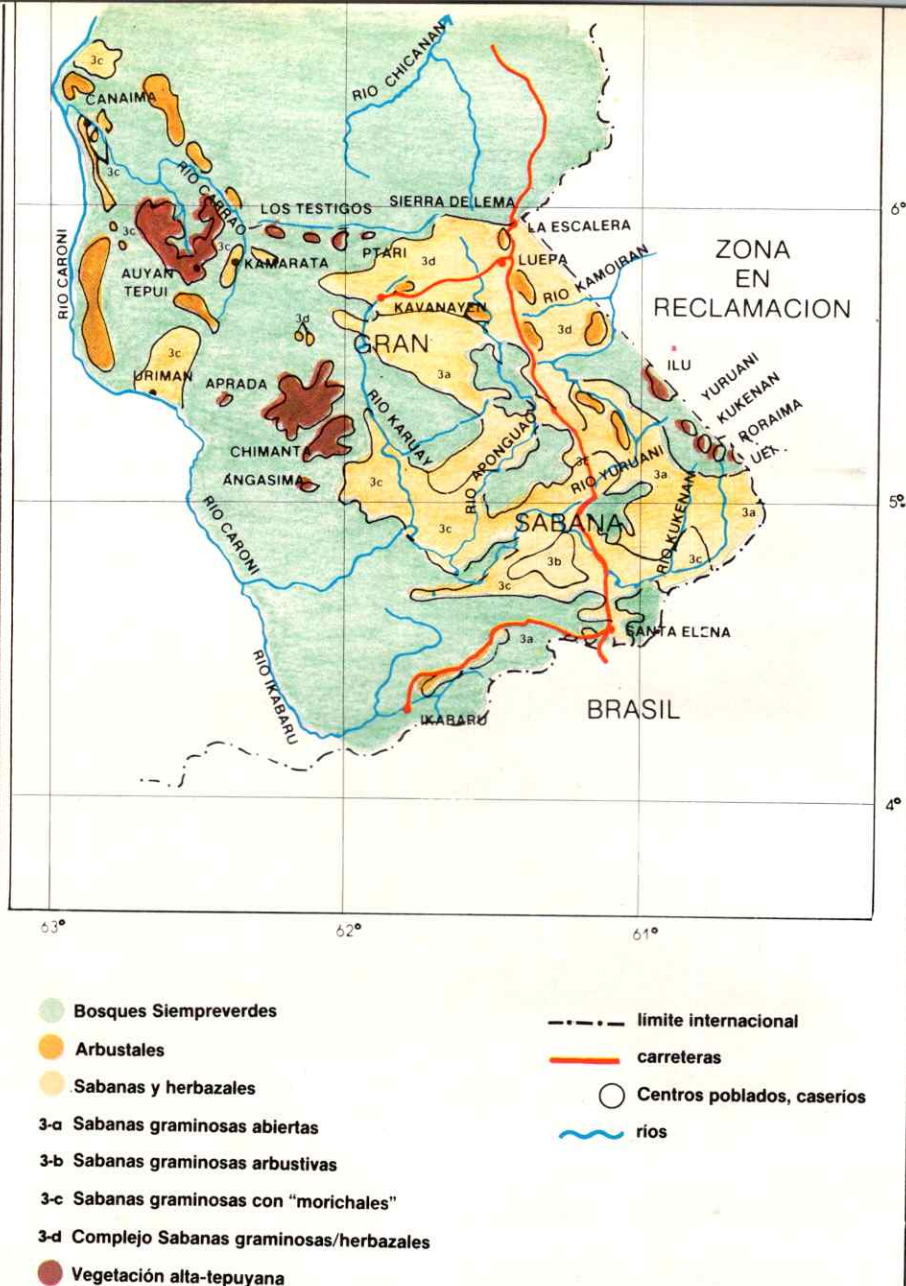 3c
CANAIMA
RIO CHICANAN
3c
RIO CARRAO
LOS TESTIGOS
SIERRA DE LEMA
6°
LA ESCALERA
3c
3c
PTARI
3d
LUEPA
ZONA
EN
RECLAMACION
AUYAN
TEPUI
KAMARATA
RIO KAMOIRAN
RIO CARONI
KAVANAYEN
3d
3d
GRAN
3c
ILU
URIMAN
APRADA
3a
YURUANI
KUKENAN
RORAIMA
RIO KARUAY
CHIMANTA
RIO APONGUAO
RIO YURUANI
3a
ANGASIMA
3c
5°
SABANA
3a
RIO CARONI
3c
RIO KUKENAN
3b
3c
3c
SANTA ELENA
3a
RIO IKABARU
BRASIL
IKABARU
4°
63°
62°
61°
Bosques Siempreverdes
Arbustales
Sabanas y herbazales
3-a Sabanas graminosas abiertas
3-b Sabanas graminosas arbustivas
3-c Sabanas graminosas con "morichales"
3-d Complejo Sabanas graminosas/herbazales
Vegetación alta-tepuyana
límite internacional
carreteras
Centros poblados, caseríos
ríos